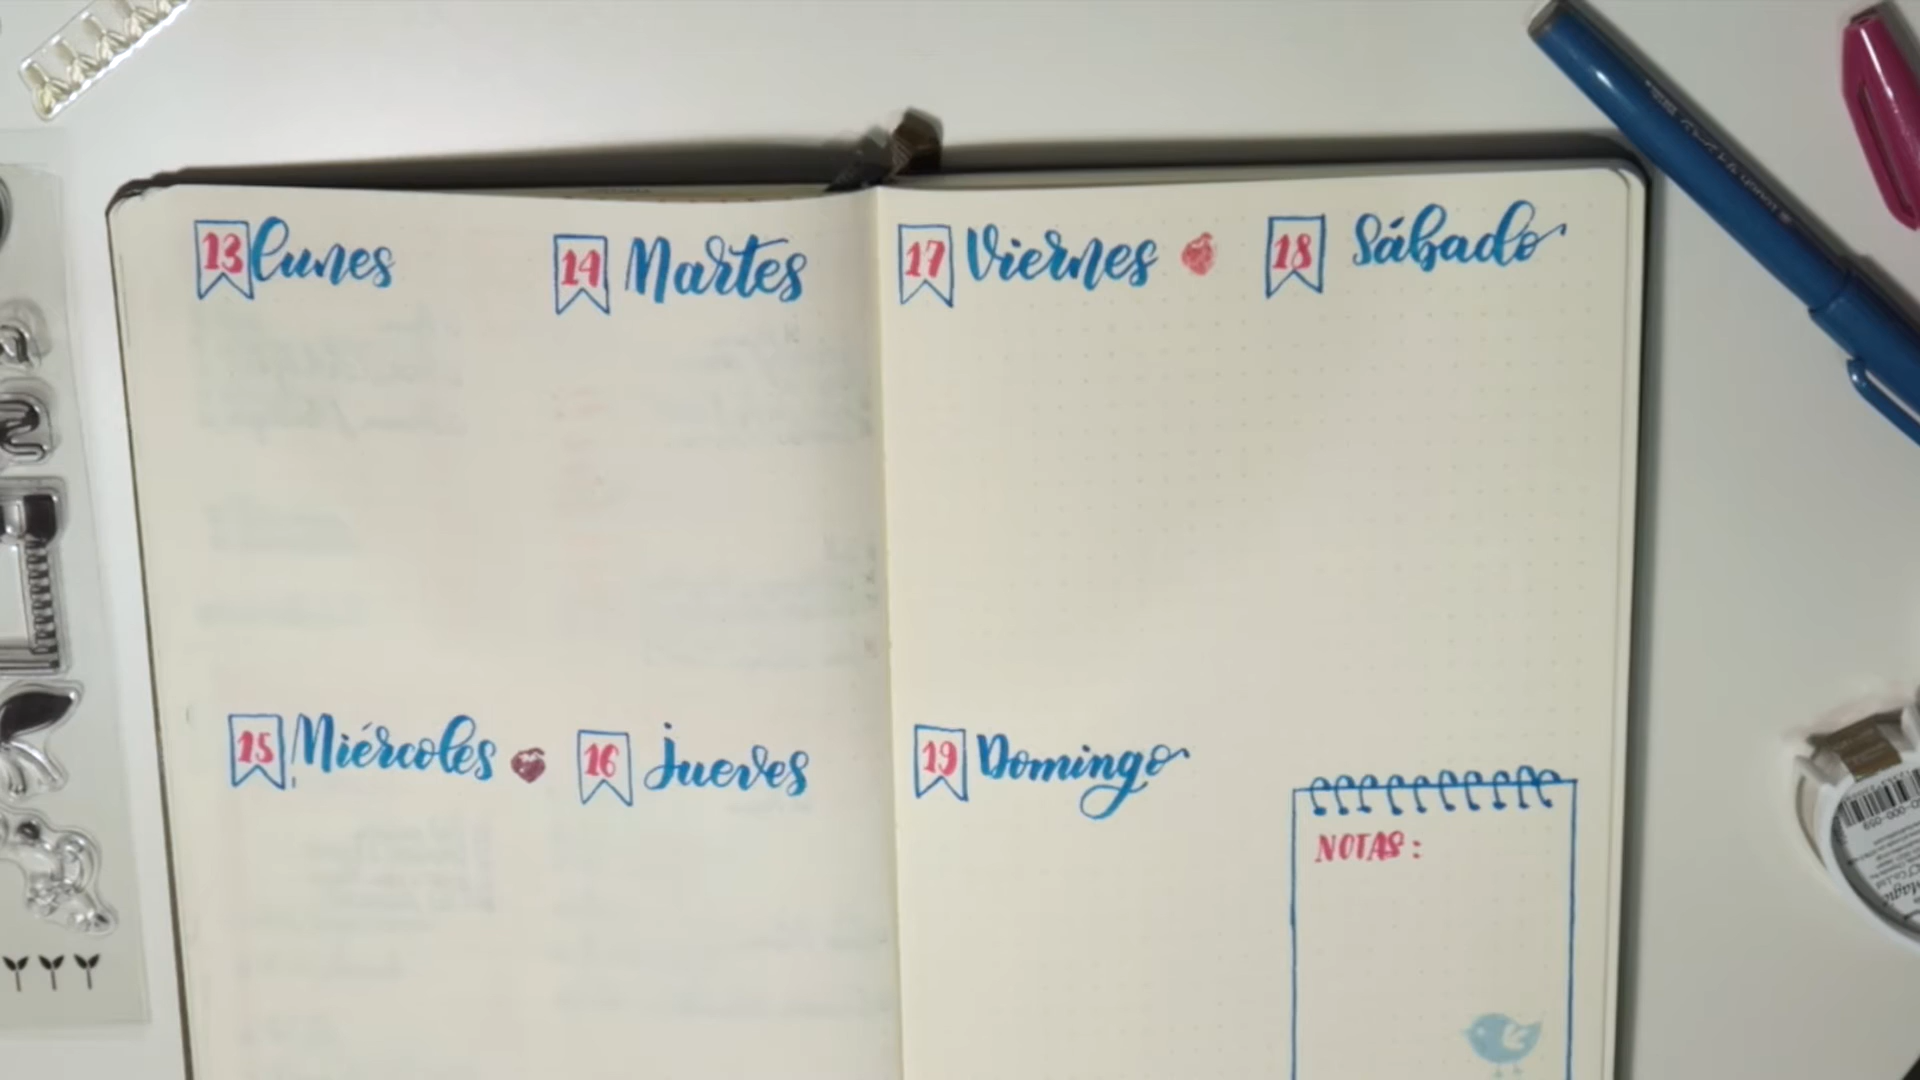 13 lunes
14 Martes
15 Miércoles
16 jueves
17 Viernes
18 Sábado
19 Domingo
NOTAS: